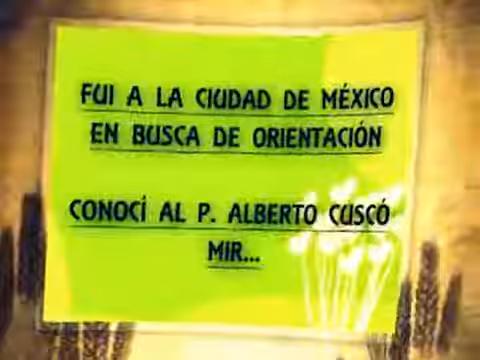 FUI A LA CIUDAD DE MÉXICO
EN BUSCA DE ORIENTACIÓN
CONOCÍ AL P. ALBERTO CUSCÓ
MIR...